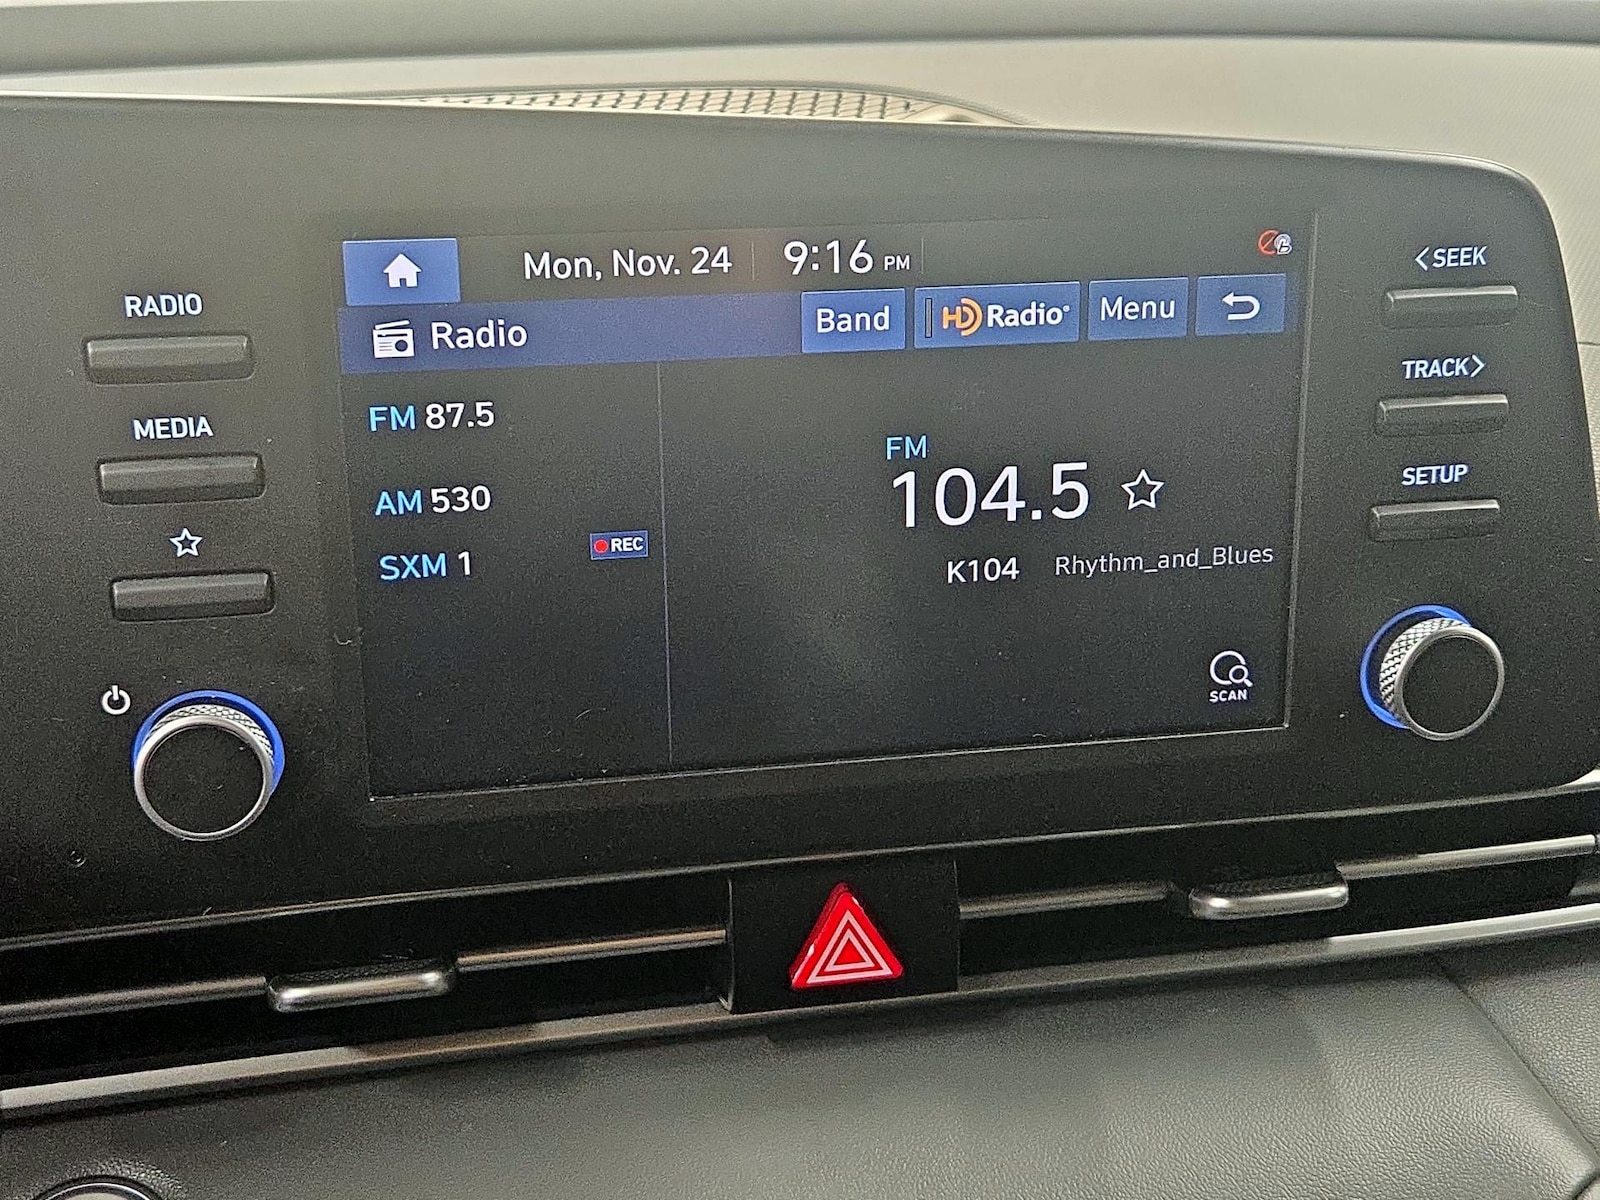 Mon, Nov. 24 9:16 PM
Radio Band HD Radio® Menu
RADIO
MEDIA
FM 87.5
AM 530
SXM 1
REC
FM
104.5
K104 Rhythm_and_Blues
SCAN
<SEEK
TRACK>
SETUP